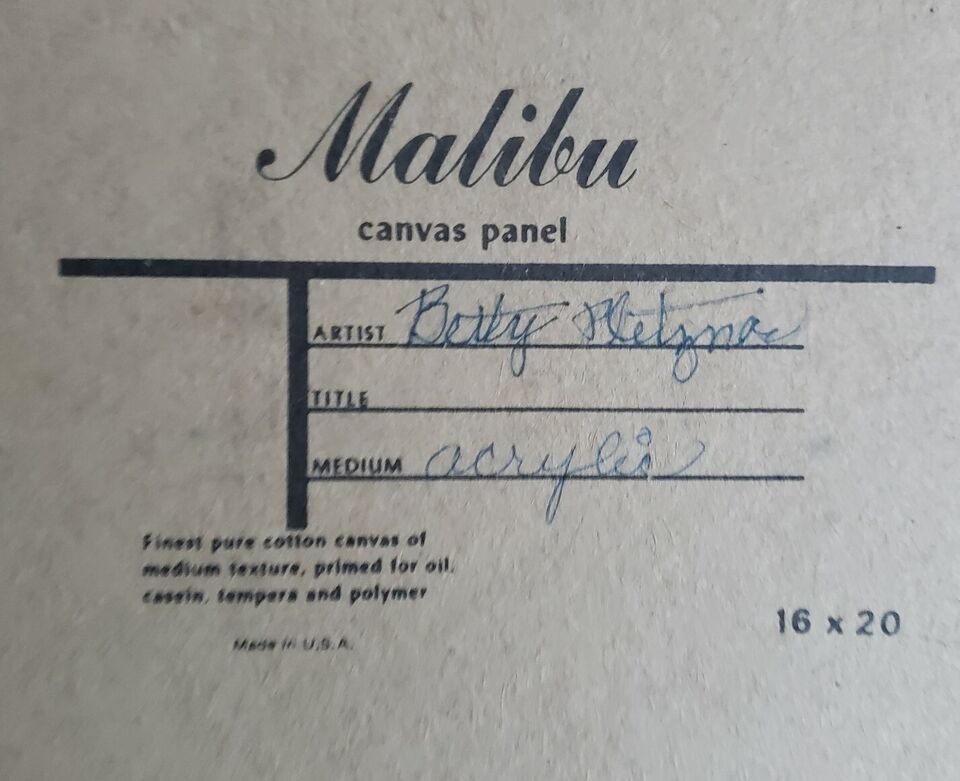 Malibu
canvas panel
ARTIST Betty
TITLE
MEDIUM acrylic
Finest pure cotton canvas of
medium texture, primed for oil,
casein, tempera and polymer
Made in U.S.A.
16 x 20